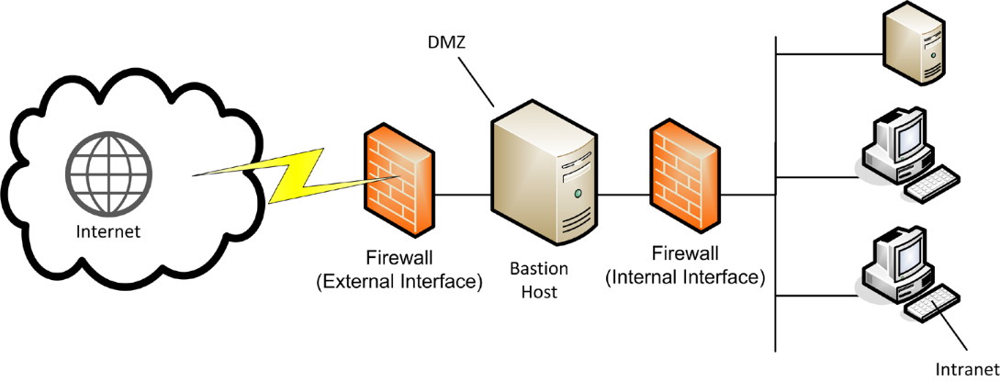 DMZ
Internet
Firewall
(External Interface)
Bastion
Host
Firewall
(Internal Interface)
Intranet